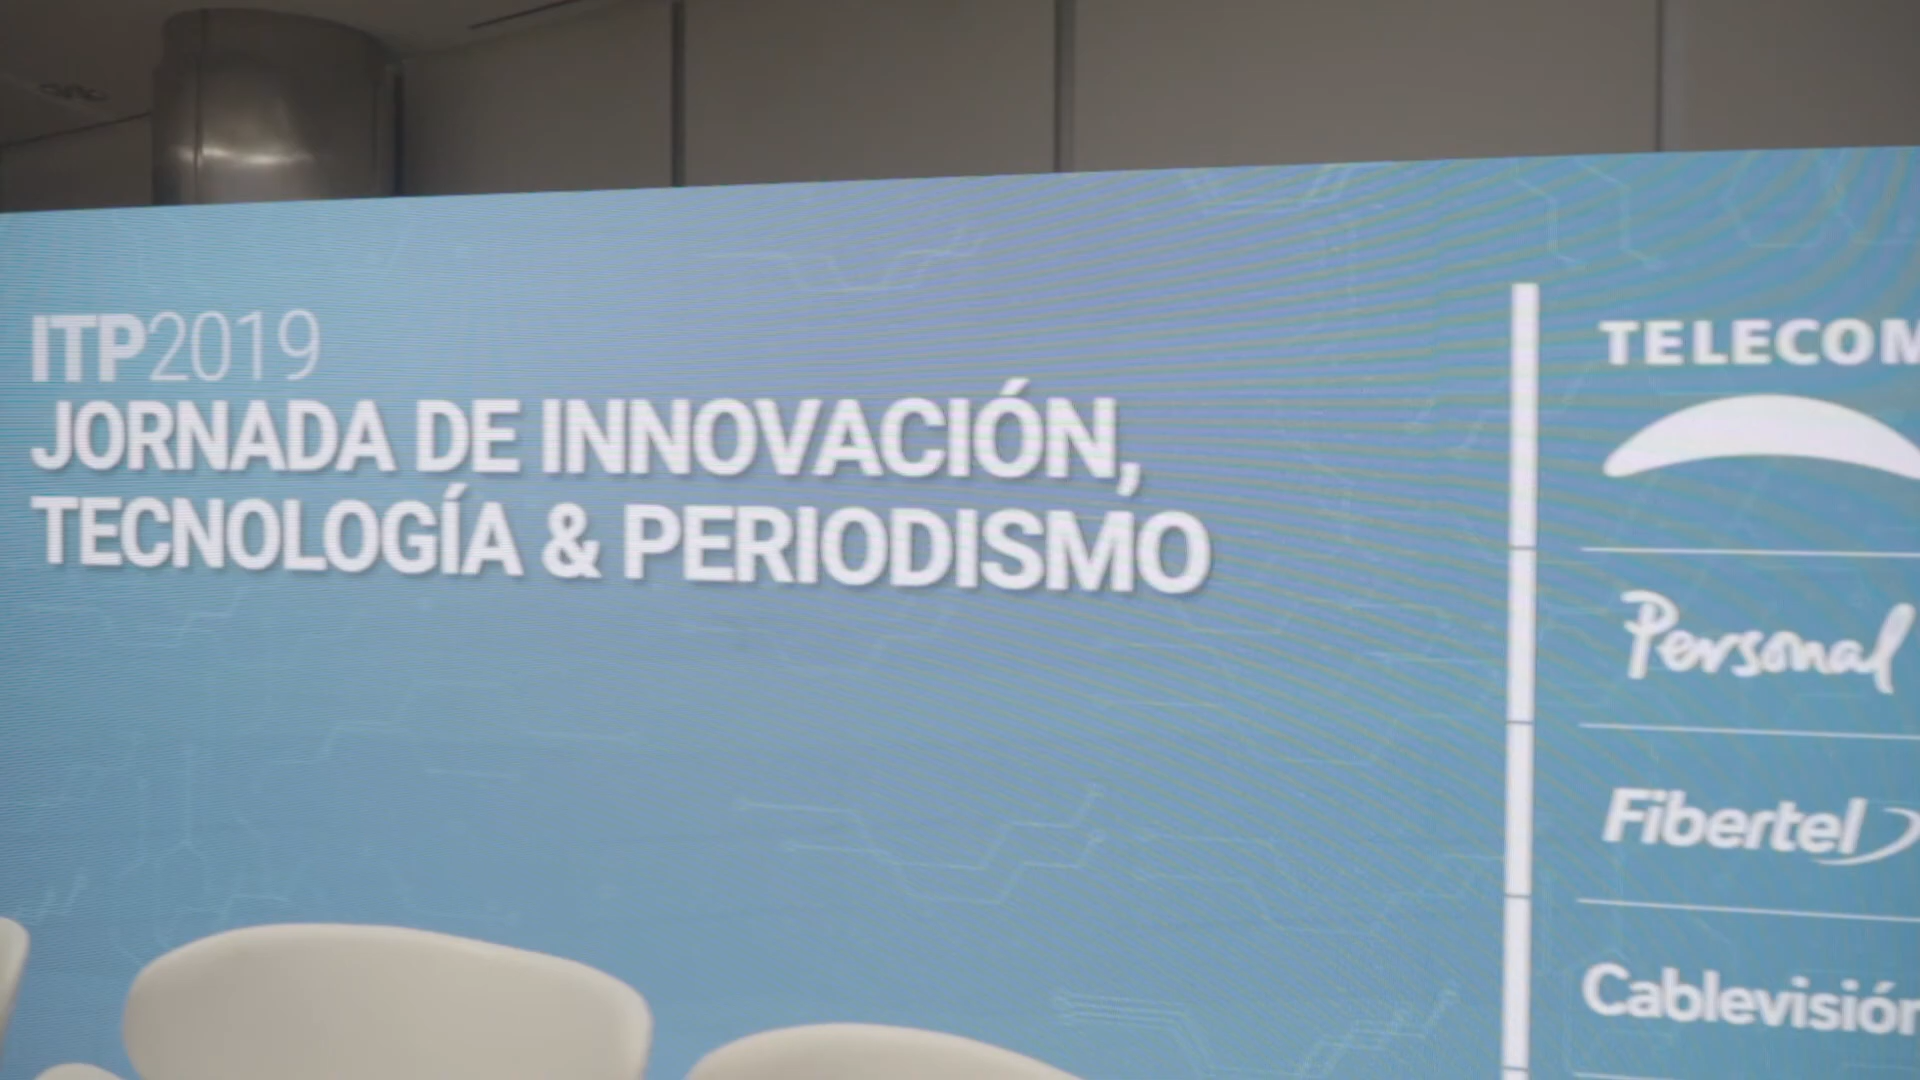 ITP2019
JORNADA DE INNOVACIÓN,
TECNOLOGÍA & PERIODISMO
TELECOM
Personal
Fibertel
Cablevisión